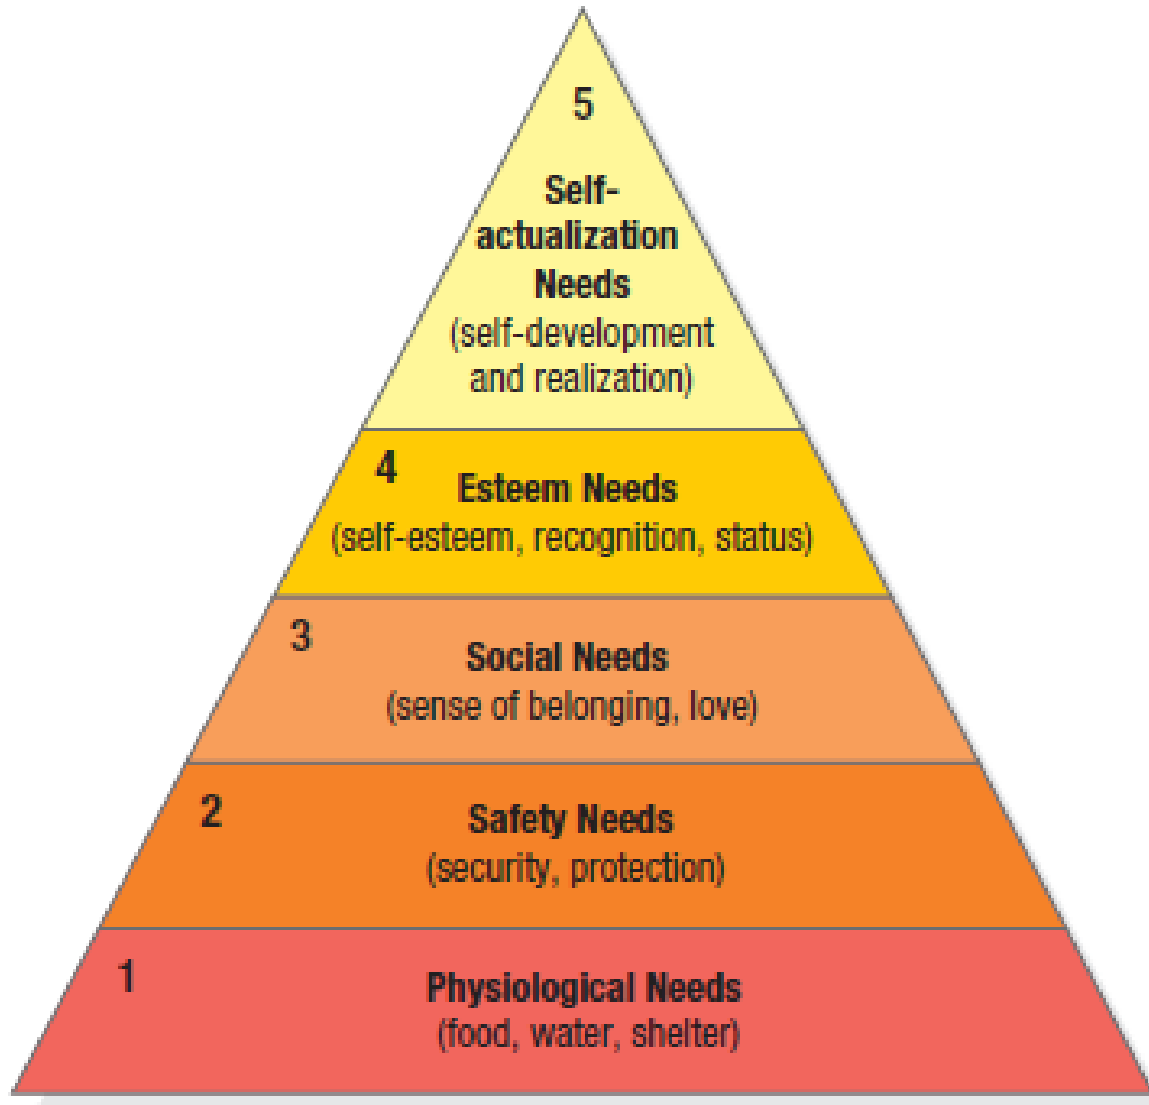 5
Self-
actualization
Needs
(self-development
and realization)
4
Esteem Needs
(self-esteem, recognition, status)
3
Social Needs
(sense of belonging, love)
2
Safety Needs
(security, protection)
1
Physiological Needs
(food, water, shelter)